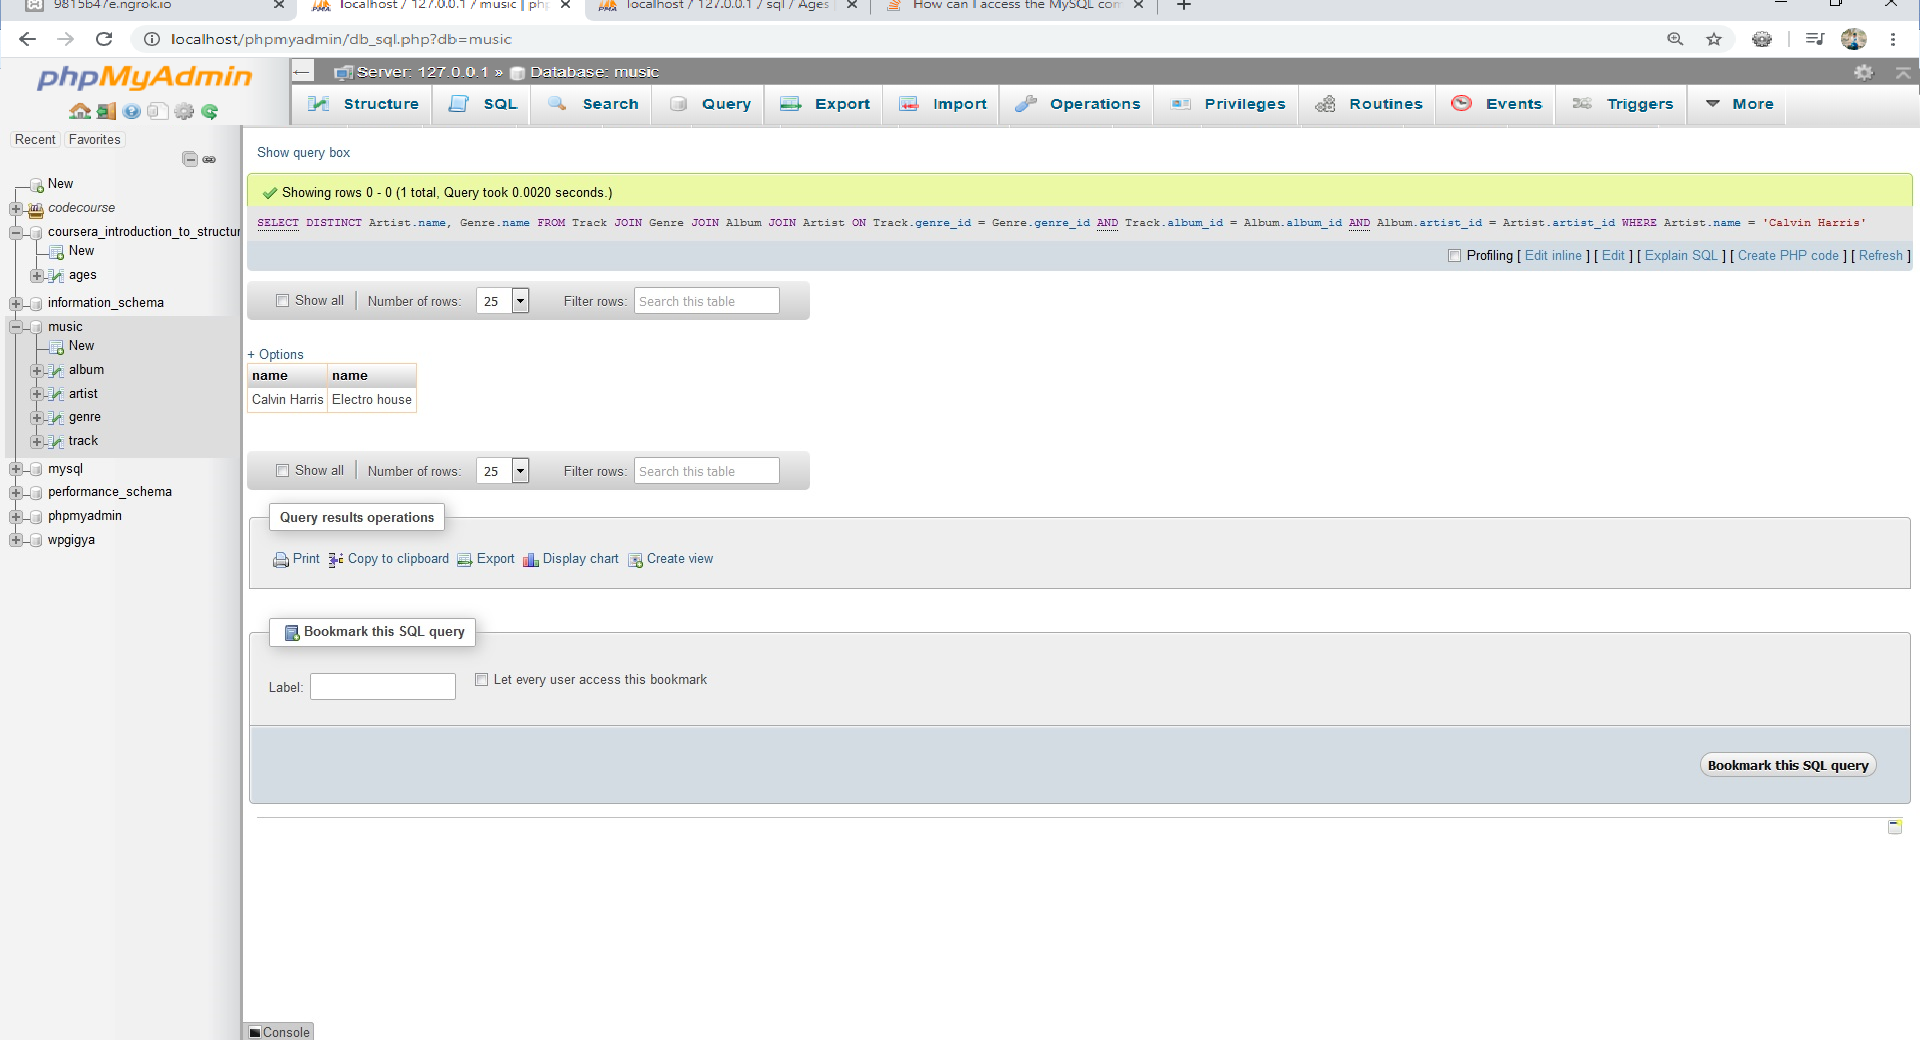 9815b47e.ngrok.io
localhost / 127.0.0.1 / music | php
localhost / 127.0.0.1 / sql / Ages
How can I access the MySQL com
localhost/phpmyadmin/db_sql.php?db=music
phpMyAdmin
Server: 127.0.0.1 » Database: music
Structure SQL Search Query Export Import Operations Privileges Routines Events Triggers More
Recent Favorites
New
codecourse
coursera_introduction_to_structur
New
ages
information_schema
music
New
album
artist
genre
track
mysql
performance_schema
phpmyadmin
wpgigya
Show query box
Showing rows 0 - 0 (1 total, Query took 0.0020 seconds.)
SELECT DISTINCT Artist.name, Genre.name FROM Track JOIN Genre JOIN Album JOIN Artist ON Track.genre_id = Genre.genre_id AND Track.album_id = Album.album_id AND Album.artist_id = Artist.artist_id WHERE Artist.name = 'Calvin Harris'
Profiling [ Edit inline ] [ Edit ] [ Explain SQL ] [ Create PHP code ] [ Refresh ]
Show all Number of rows: 25 Filter rows: Search this table
+ Options
name name
Calvin Harris Electro house
Show all Number of rows: 25 Filter rows: Search this table
Query results operations
Print Copy to clipboard Export Display chart Create view
Bookmark this SQL query
Label: Let every user access this bookmark
Bookmark this SQL query
Console